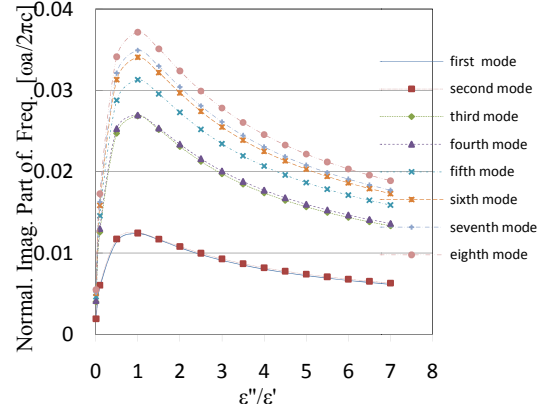 Normal. Imag. Part of. Freq. [ωa/2πc]
0.04
0.03
0.02
0.01
0
0 1 2 3 4 5 6 7 8
ε"/ε'
first mode
second mode
third mode
fourth mode
fifth mode
sixth mode
seventh mode
eighth mode